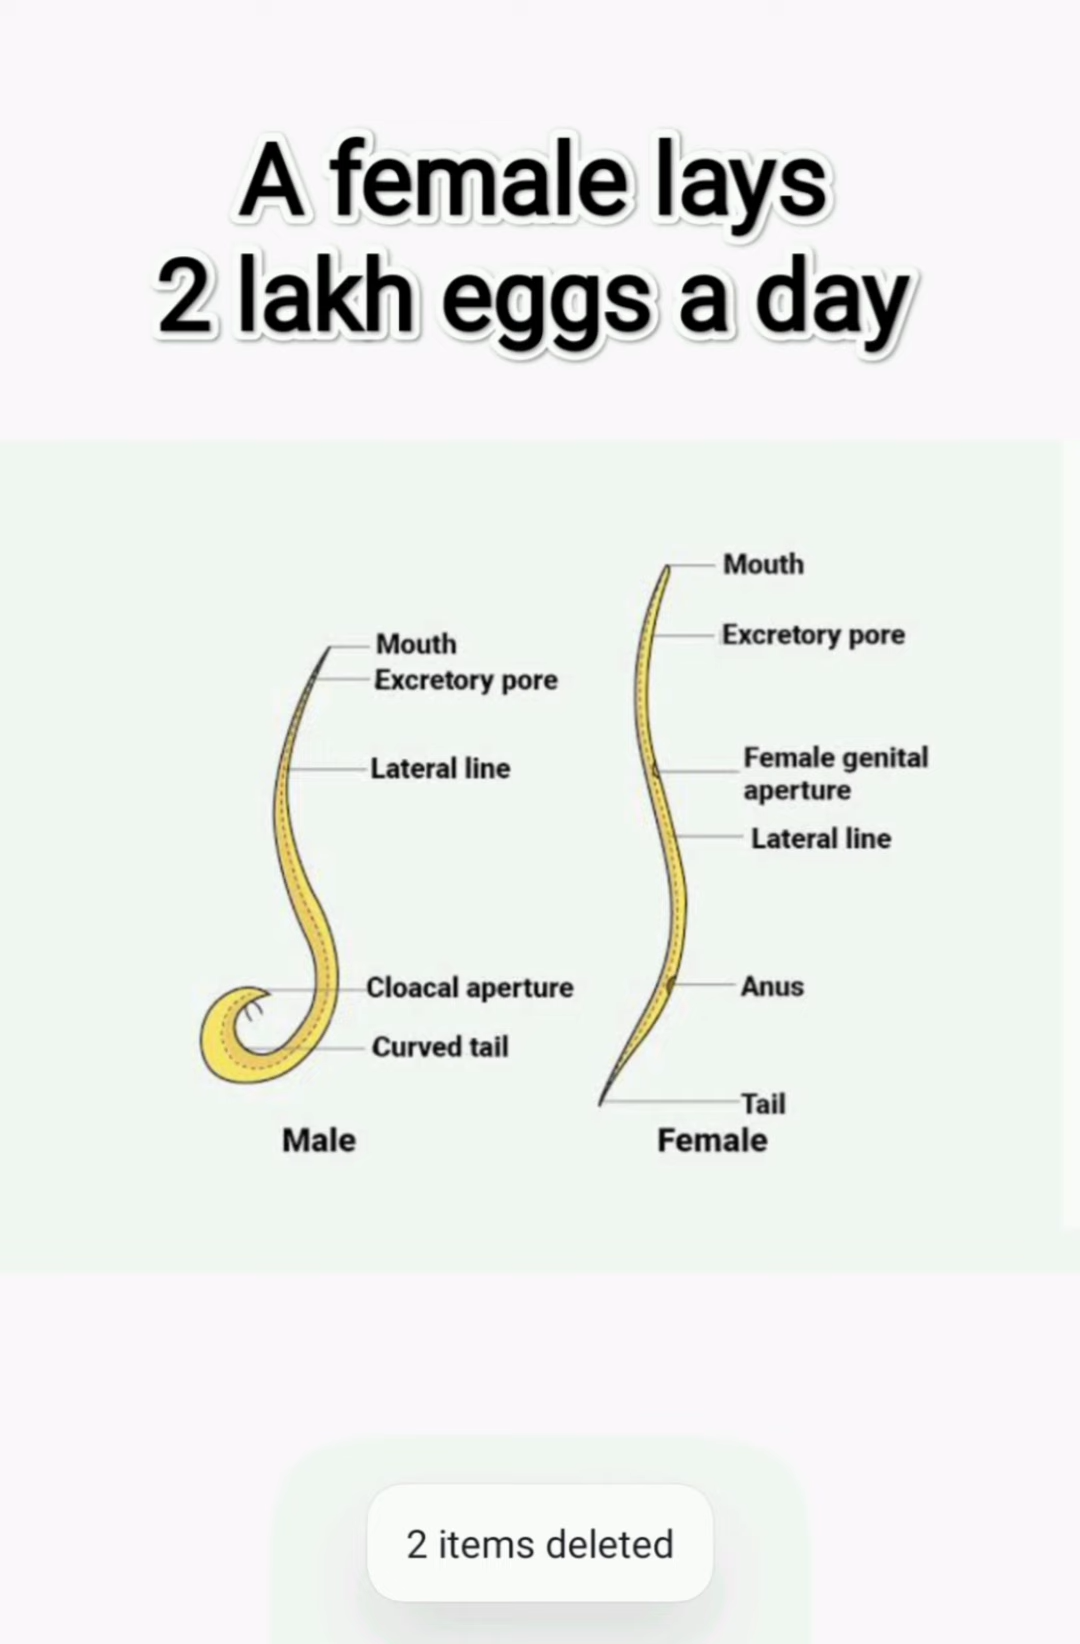 A female lays
2 lakh eggs a day
Mouth
Excretory pore
Lateral line
Cloacal aperture
Curved tail
Male
Mouth
Excretory pore
Female genital
aperture
Lateral line
Anus
Tail
Female
2 items deleted